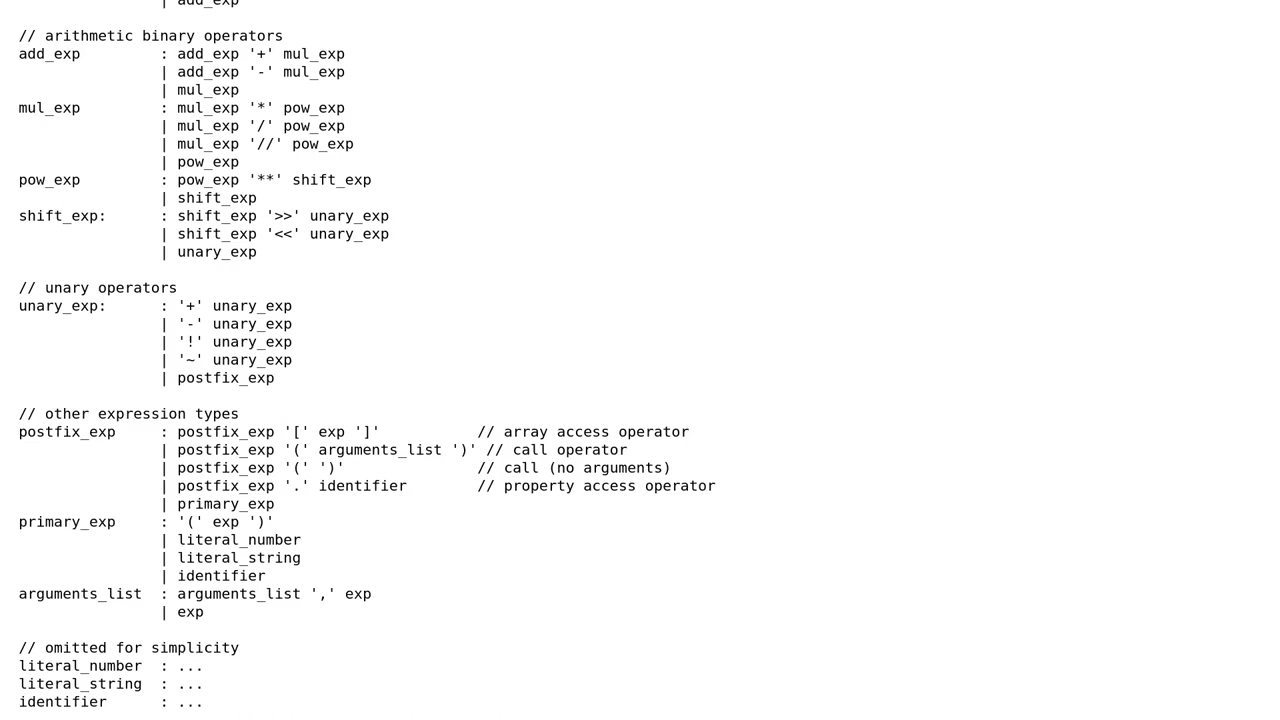 | add_exp
// arithmetic binary operators
add_exp         : add_exp '+' mul_exp
                | add_exp '-' mul_exp
                | mul_exp
mul_exp         : mul_exp '*' pow_exp
                | mul_exp '/' pow_exp
                | mul_exp '//' pow_exp
                | pow_exp
pow_exp         : pow_exp '**' shift_exp
                | shift_exp
shift_exp:      : shift_exp '>>' unary_exp
                | shift_exp '<<' unary_exp
                | unary_exp
// unary operators
unary_exp:      : '+' unary_exp
                | '-' unary_exp
                | '!' unary_exp
                | '~' unary_exp
                | postfix_exp
// other expression types
postfix_exp     : postfix_exp '[' exp ']'           // array access operator
                | postfix_exp '(' arguments_list ')' // call operator
                | postfix_exp '(' ')'               // call (no arguments)
                | postfix_exp '.' identifier        // property access operator
                | primary_exp
primary_exp     : '(' exp ')'
                | literal_number
                | literal_string
                | identifier
arguments_list  : arguments_list ',' exp
                | exp
// omitted for simplicity
literal_number  : ...
literal_string  : ...
identifier      : ...